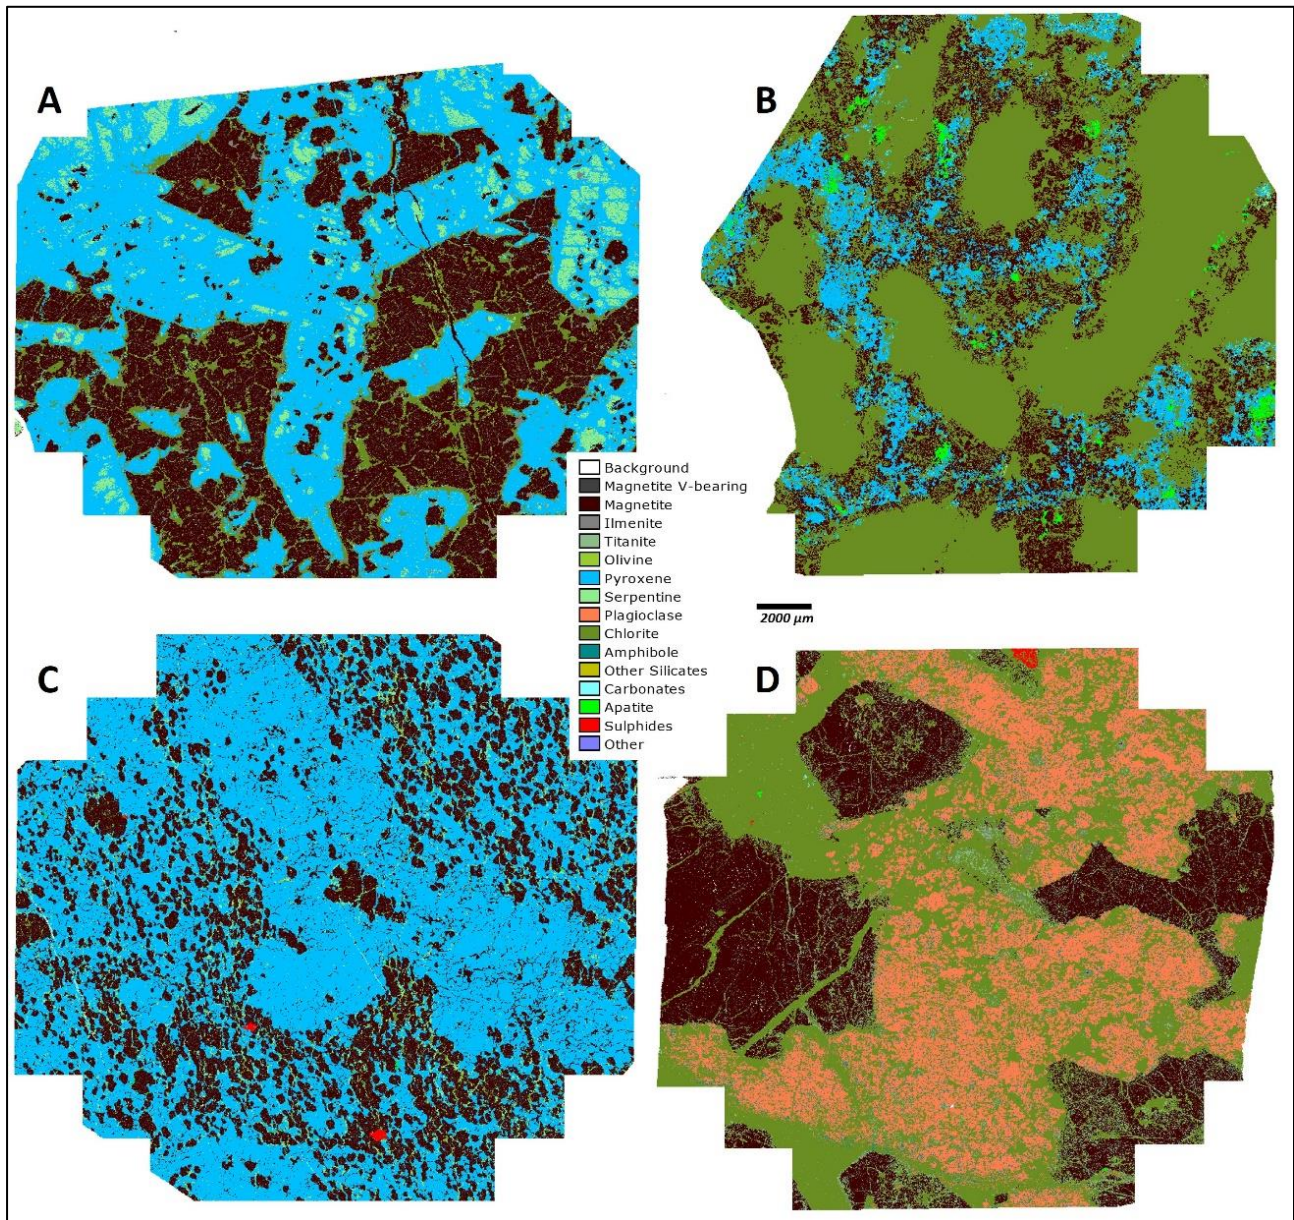 A
B
Background
Magnetite V-bearing
Magnetite
Ilmenite
Titanite
Olivine
Pyroxene
Serpentine
Plagioclase
Chlorite
Amphibole
Other Silicates
Carbonates
Apatite
Sulphides
Other
2000 µm
C
D